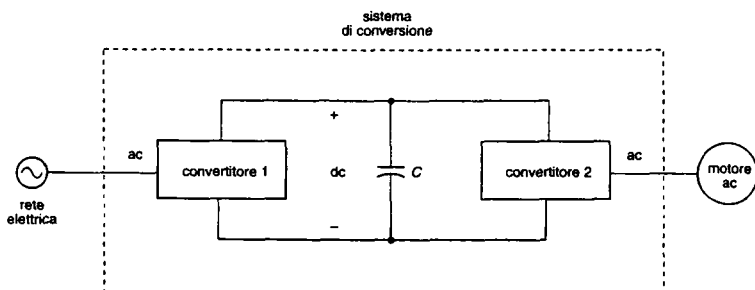 sistema
di conversione
ac
+
convertitore 1
dc
C
convertitore 2
ac
motore
ac
rete
elettrica
−